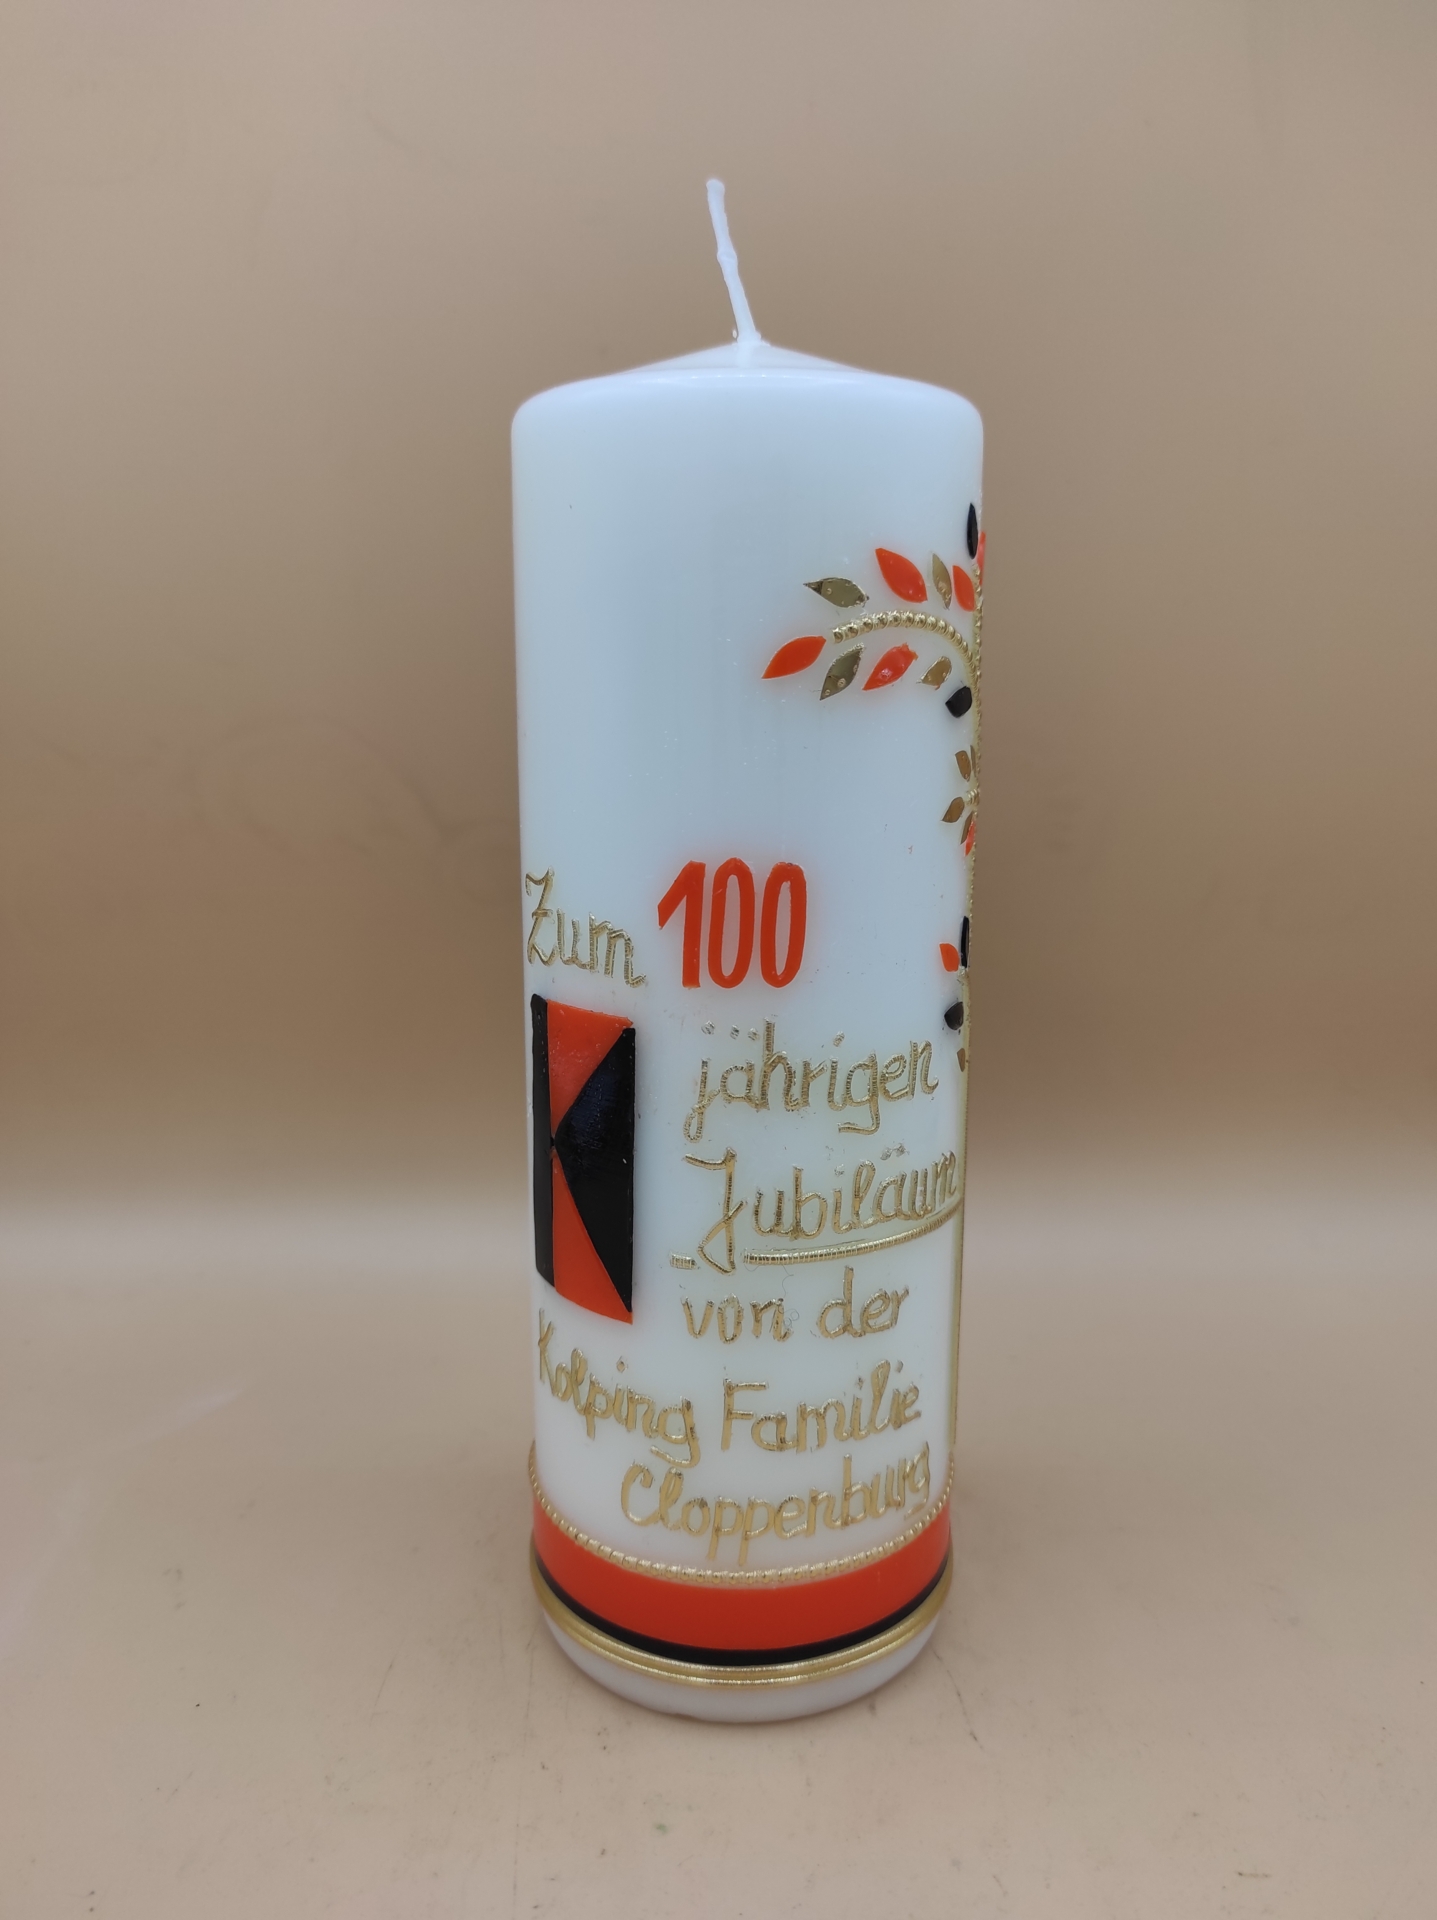 Zum 100
K
jährigen
Jubiläum
von der
Kolping Familie
Cloppenburg